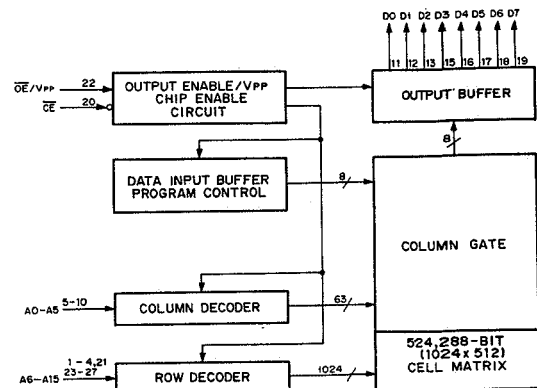 D0 D1 D2 D3 D4 D5 D6 D7
11 12 13 15 16 17 18 19
OE/VPP 22
CE 20
OUTPUT ENABLE/VPP
CHIP ENABLE
CIRCUIT
OUTPUT BUFFER
8
DATA INPUT BUFFER
PROGRAM CONTROL
8
COLUMN GATE
A0-A5 5-10
COLUMN DECODER
63
524,288-BIT
(1024 x 512)
CELL MATRIX
1-4,21
A6-A15 23-27
ROW DECODER
1024